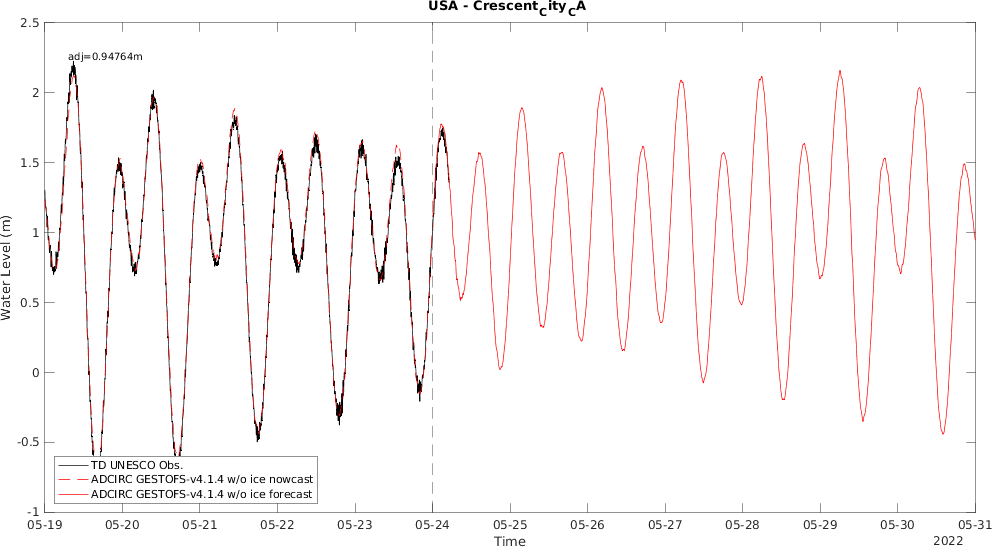 USA - Crescent_City_CA
adj=0.94764m
2.5
2
1.5
1
0.5
0
-0.5
-1
Water Level (m)
TD UNESCO Obs.
ADCIRC GESTOFS-v4.1.4 w/o ice nowcast
ADCIRC GESTOFS-v4.1.4 w/o ice forecast
05-19 05-20 05-21 05-22 05-23 05-24 05-25 05-26 05-27 05-28 05-29 05-30 05-31
Time
2022